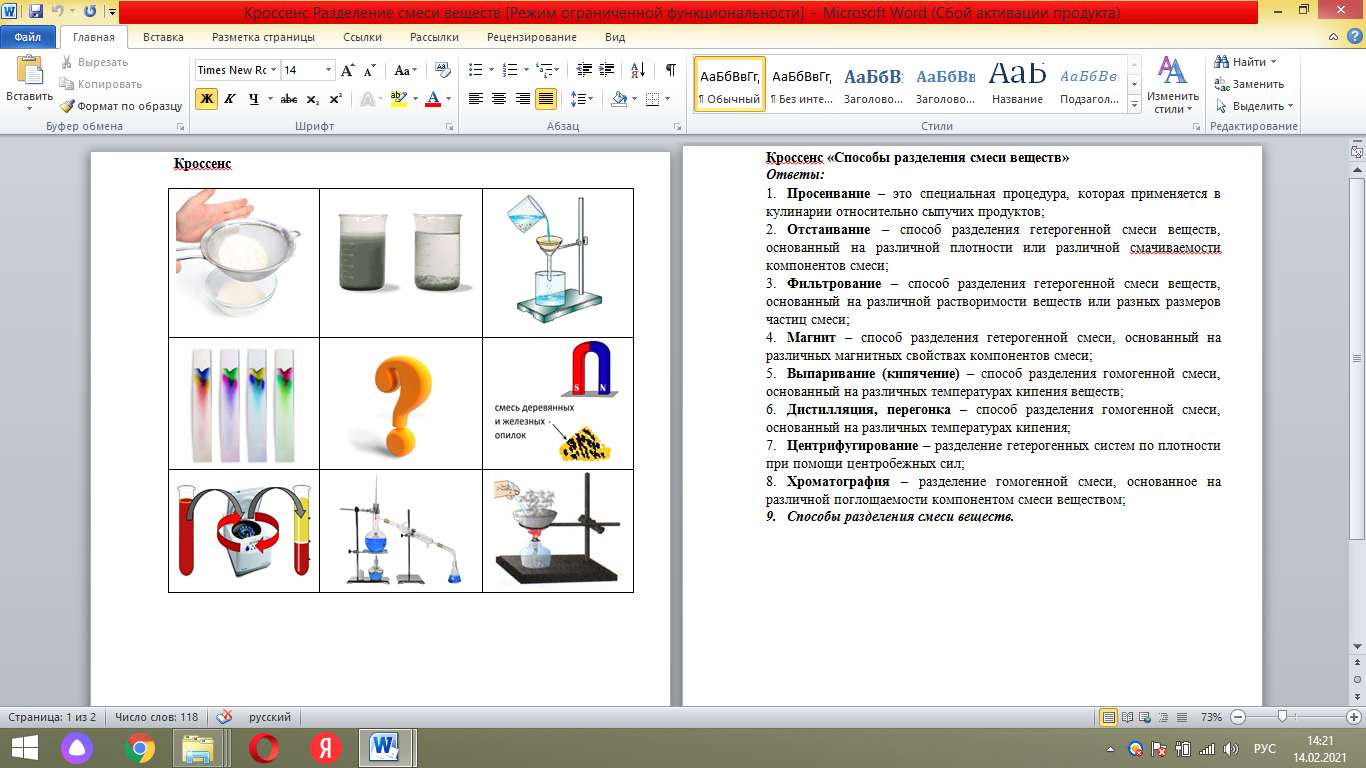 Кроссенс Разделение смеси веществ [Режим ограниченной функциональности] - Microsoft Word (Сбой активации продукта)
Файл Главная Вставка Разметка страницы Ссылки Рассылки Рецензирование Вид
Вставить
Вырезать
Копировать
Формат по образцу
Буфер обмена
Times New Rc 14
Ж К Ч abc x₂ x²
Шрифт
Абзац
АаБбВвГг,
¶ Обычный
АаБбВвГг,
¶ Без инте...
АаБбВ
Заголово...
АаБбВв
Заголово...
АаЬ
Название
АаБбВв.
Подзагол...
Стили
Изменить
стили
Найти
Заменить
Выделить
Редактирование
Кроссенс
S N
смесь деревянных
и железных
опилок
Кроссенс «Способы разделения смеси веществ»
Ответы:
1. Просеивание – это специальная процедура, которая применяется в
кулинарии относительно сыпучих продуктов;
2. Отстаивание – способ разделения гетерогенной смеси веществ,
основанный на различной плотности или различной смачиваемости
компонентов смеси;
3. Фильтрование – способ разделения гетерогенной смеси веществ,
основанный на различной растворимости веществ или разных размеров
частиц смеси;
4. Магнит – способ разделения гетерогенной смеси, основанный на
различных магнитных свойствах компонентов смеси;
5. Выпаривание (кипячение) – способ разделения гомогенной смеси,
основанный на различных температурах кипения веществ;
6. Дистилляция, перегонка – способ разделения гомогенной смеси,
основанный на различных температурах кипения;
7. Центрифугирование – разделение гетерогенных систем по плотности
при помощи центробежных сил;
8. Хроматография – разделение гомогенной смеси, основанное на
различной поглощаемости компонентом смеси веществом;
9. Способы разделения смеси веществ.
Страница: 1 из 2 Число слов: 118 русский 73%
РУС
14:21
14.02.2021